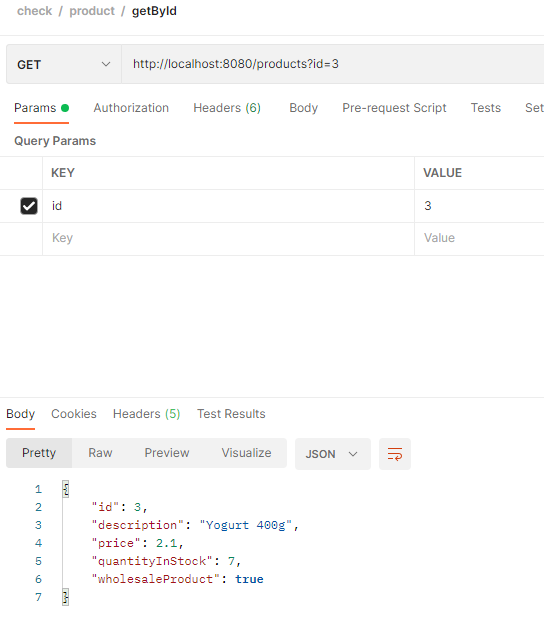 check / product / getById
GET http://localhost:8080/products?id=3
Params Authorization Headers (6) Body Pre-request Script Tests Set
Query Params
KEY VALUE
id 3
Key Value
Body Cookies Headers (5) Test Results
Pretty Raw Preview Visualize JSON
1 {
2 "id": 3,
3 "description": "Yogurt 400g",
4 "price": 2.1,
5 "quantityInStock": 7,
6 "wholesaleProduct": true
7 }